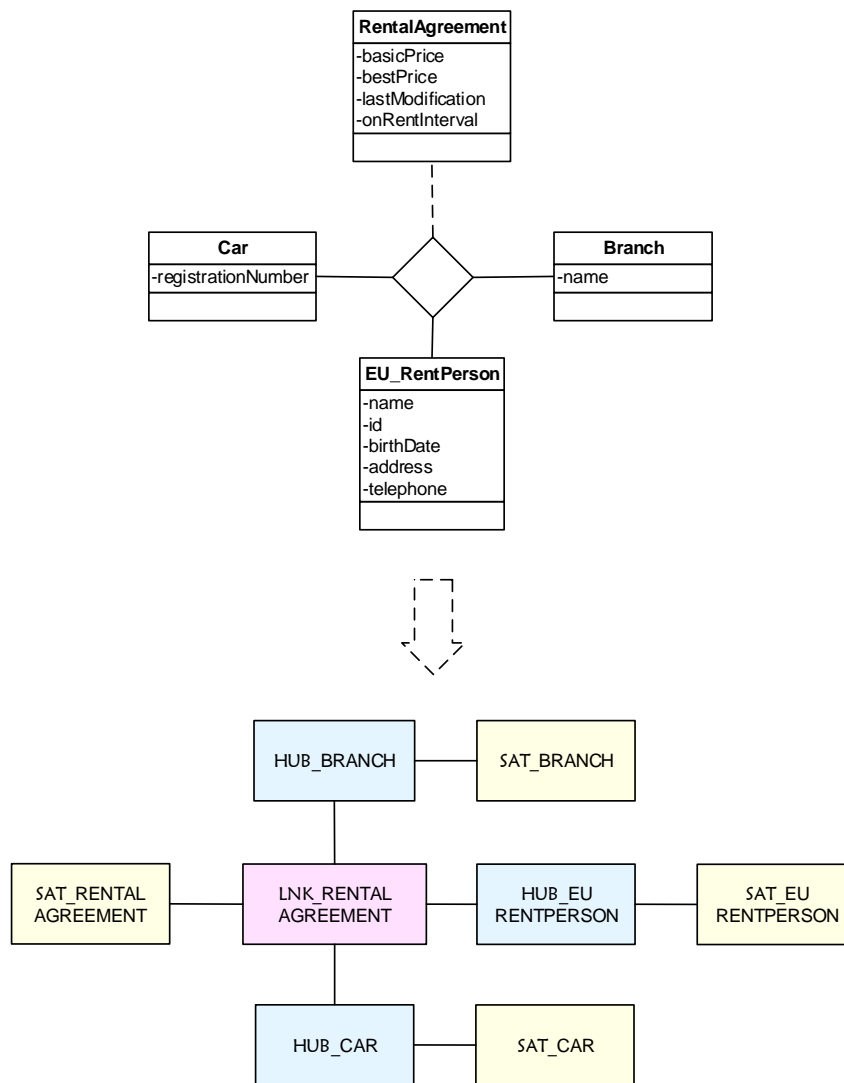 RentalAgreement
-basicPrice
-bestPrice
-lastModification
-onRentInterval
Car
-registrationNumber
Branch
-name
EU_RentPerson
-name
-id
-birthDate
-address
-telephone
HUB_BRANCH
SAT_BRANCH
SAT_RENTAL
AGREEMENT
LNK_RENTAL
AGREEMENT
HUB_EU
RENTPERSON
SAT_EU
RENTPERSON
HUB_CAR
SAT_CAR